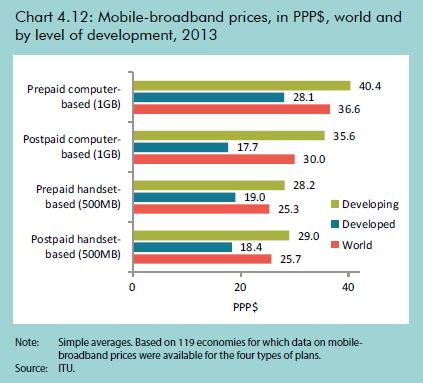 Chart 4.12: Mobile-broadband prices, in PPP$, world and
by level of development, 2013
Prepaid computer-
based (1GB)
40.4
28.1
36.6
Postpaid computer-
based (1GB)
35.6
17.7
30.0
Prepaid handset-
based (500MB)
28.2
19.0
25.3
Postpaid handset-
based (500MB)
29.0
18.4
25.7
Developing
Developed
World
0 20 40
PPP$
Note: Simple averages. Based on 119 economies for which data on mobile-
broadband prices were available for the four types of plans.
Source: ITU.